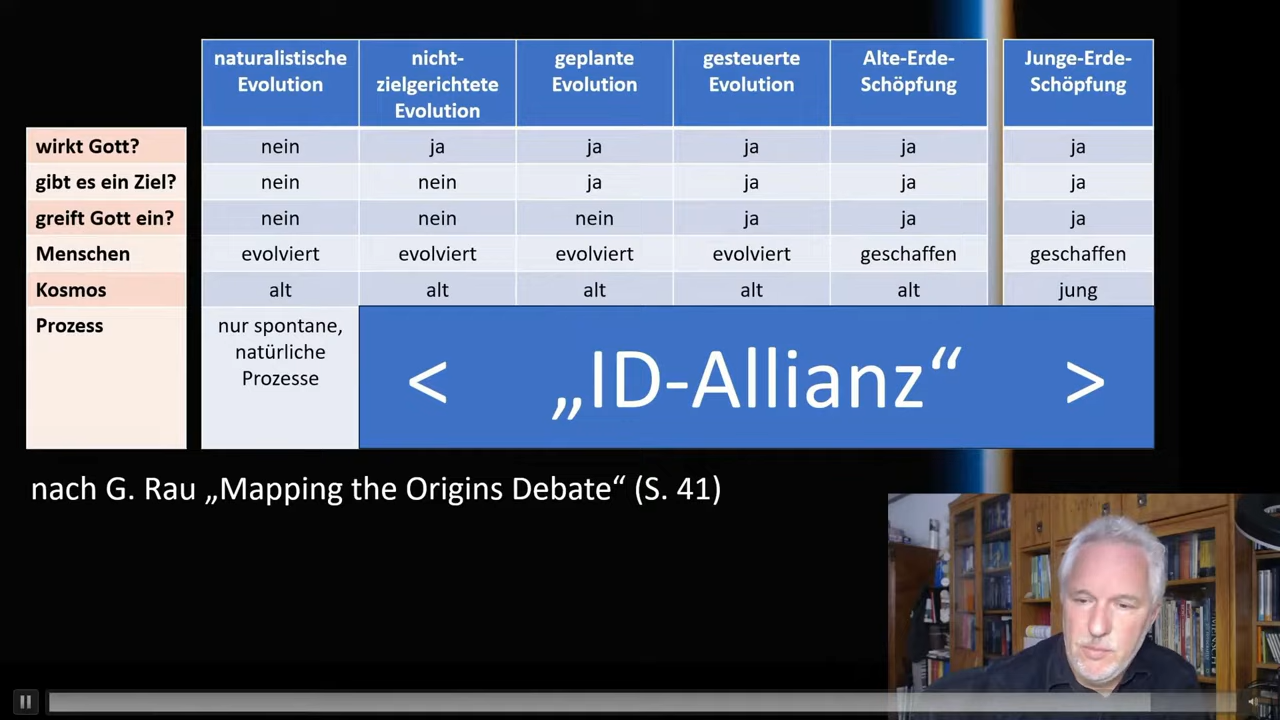 naturalistische Evolution
nicht-zielgerichtete Evolution
geplante Evolution
gesteuerte Evolution
Alte-Erde-Schöpfung
Junge-Erde-Schöpfung
wirkt Gott? nein ja ja ja ja ja
gibt es ein Ziel? nein nein ja ja ja ja
greift Gott ein? nein nein nein ja ja ja
Menschen evolviert evolviert evolviert evolviert geschaffen geschaffen
Kosmos alt alt alt alt alt jung
Prozess nur spontane,
natürliche
Prozesse
< „ID-Allianz“ >
nach G. Rau „Mapping the Origins Debate“ (S. 41)